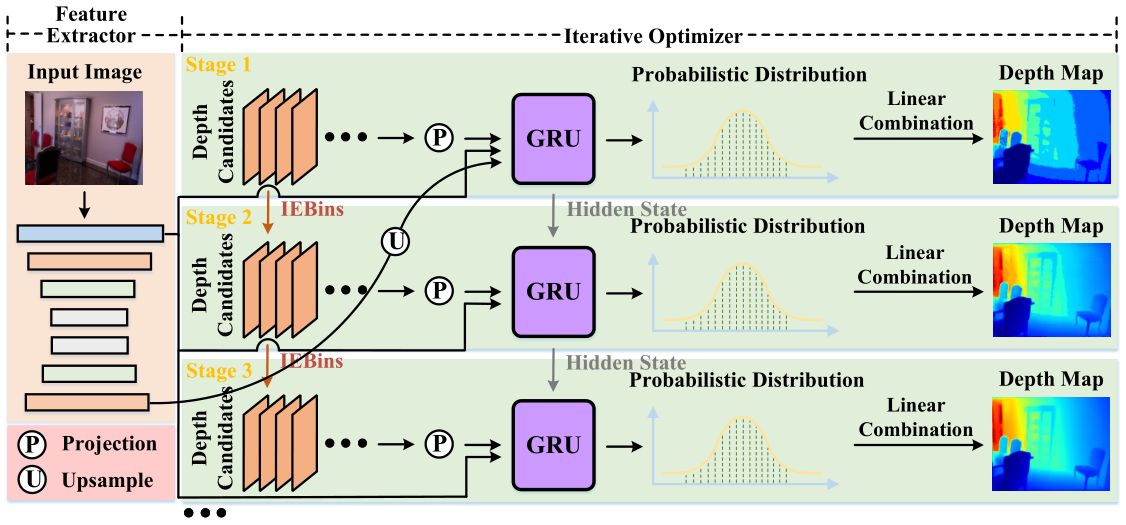 Feature
Extractor
Iterative Optimizer
Input Image
Stage 1
Depth
Candidates
P
GRU
Probabilistic Distribution
Linear
Combination
Depth Map
IEBins
Hidden State
U
Stage 2
Depth
Candidates
P
GRU
Probabilistic Distribution
Linear
Combination
Depth Map
IEBins
Hidden State
Stage 3
Depth
Candidates
P
GRU
Probabilistic Distribution
Linear
Combination
Depth Map
P Projection
U Upsample